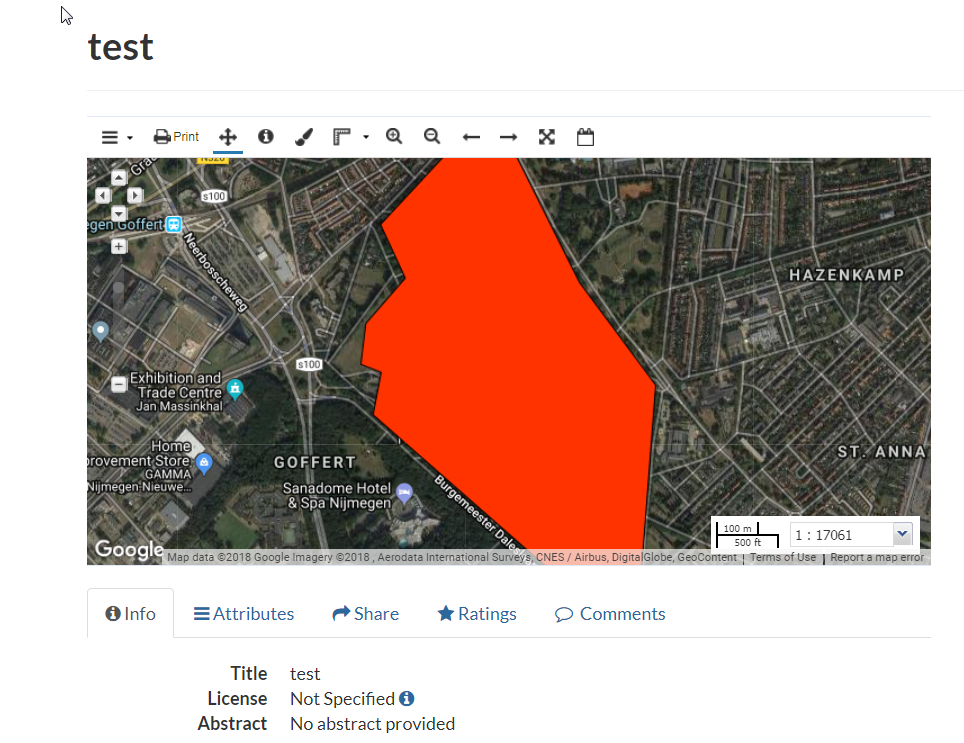 test
Print
N326
Gra
s100
egen Goffert
Neerbosscheweg
HAZENKAMP
s100
Exhibition and
Trade Centre
Jan Massinkhal
Home
provement Store,
GAMMA
Nijmegen-Nieuwe...
GOFFERT
ST. ANNA
Sanadome Hotel
& Spa Nijmegen
Burgemeester Dale
100 m
500 ft
1 : 17061
Google
Map data ©2018 Google Imagery ©2018 , Aerodata International Surveys, CNES / Airbus, DigitalGlobe, GeoContent
Terms of Use
Report a map error
Info
Attributes
Share
Ratings
Comments
Title test
License Not Specified
Abstract No abstract provided